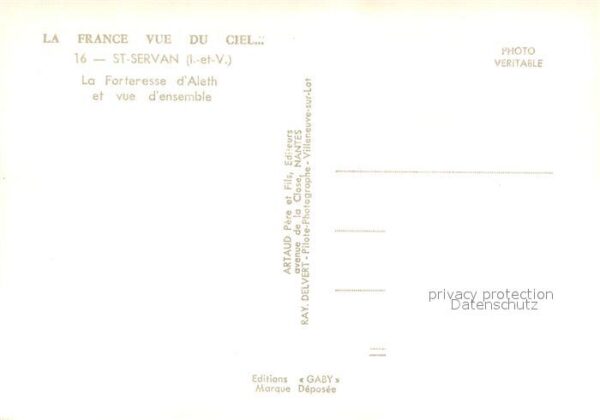 LA FRANCE VUE DU CIEL...
16 — ST-SERVAN (I.-et-V.)
La Forteresse d'Aleth
et vue d'ensemble
PHOTO
VERITABLE
ARTAUD Père et Fils, Editeurs
avenue de la Close, NANTES
RAY. DELVERT - Pilote-Photographe - Villeneuve-sur-Lot
privacy protection
Datenschutz
Editions « GABY »
Marque Déposée